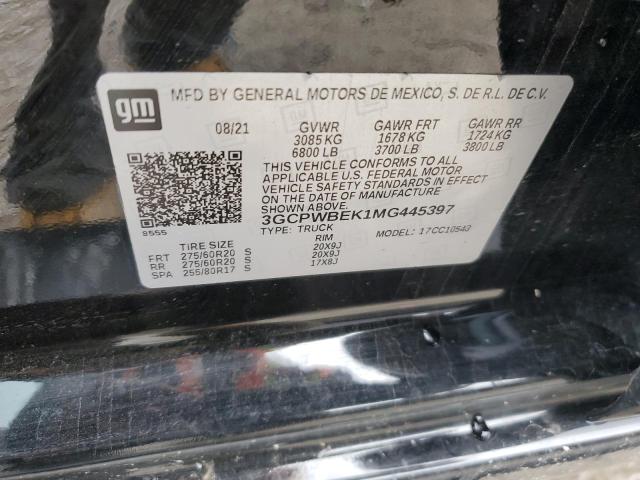 gm
MFD BY GENERAL MOTORS DE MEXICO, S. DE R.L. DE C.V.
08/21 GVWR GAWR FRT GAWR RR
3085 KG 1678 KG 1724 KG
6800 LB 3700 LB 3800 LB
THIS VEHICLE CONFORMS TO ALL
APPLICABLE U.S. FEDERAL MOTOR
VEHICLE SAFETY STANDARDS IN EFFECT
ON THE DATE OF MANUFACTURE
SHOWN ABOVE.
3GCPWBEK1MG445397
TYPE: TRUCK MODEL: 17CC10543
8555
TIRE SIZE RIM
FRT 275/60R20 S 20X9J
RR 275/60R20 S 20X9J
SPA 255/80R17 S 17X8J